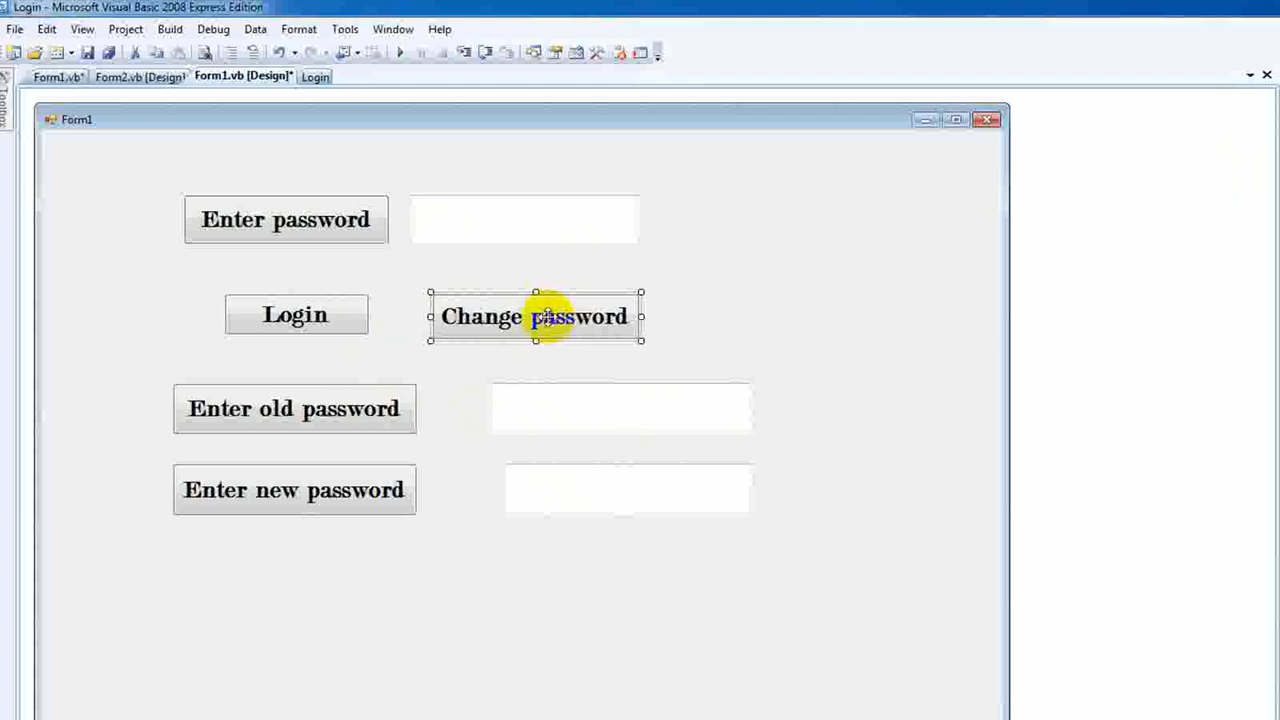 Login - Microsoft Visual Basic 2008 Express Edition
File Edit View Project Build Debug Data Format Tools Window Help
Form1.vb* Form2.vb [Design] Form1.vb [Design]* Login
Toolbox
Form1
Enter password
Login Change password
Enter old password
Enter new password